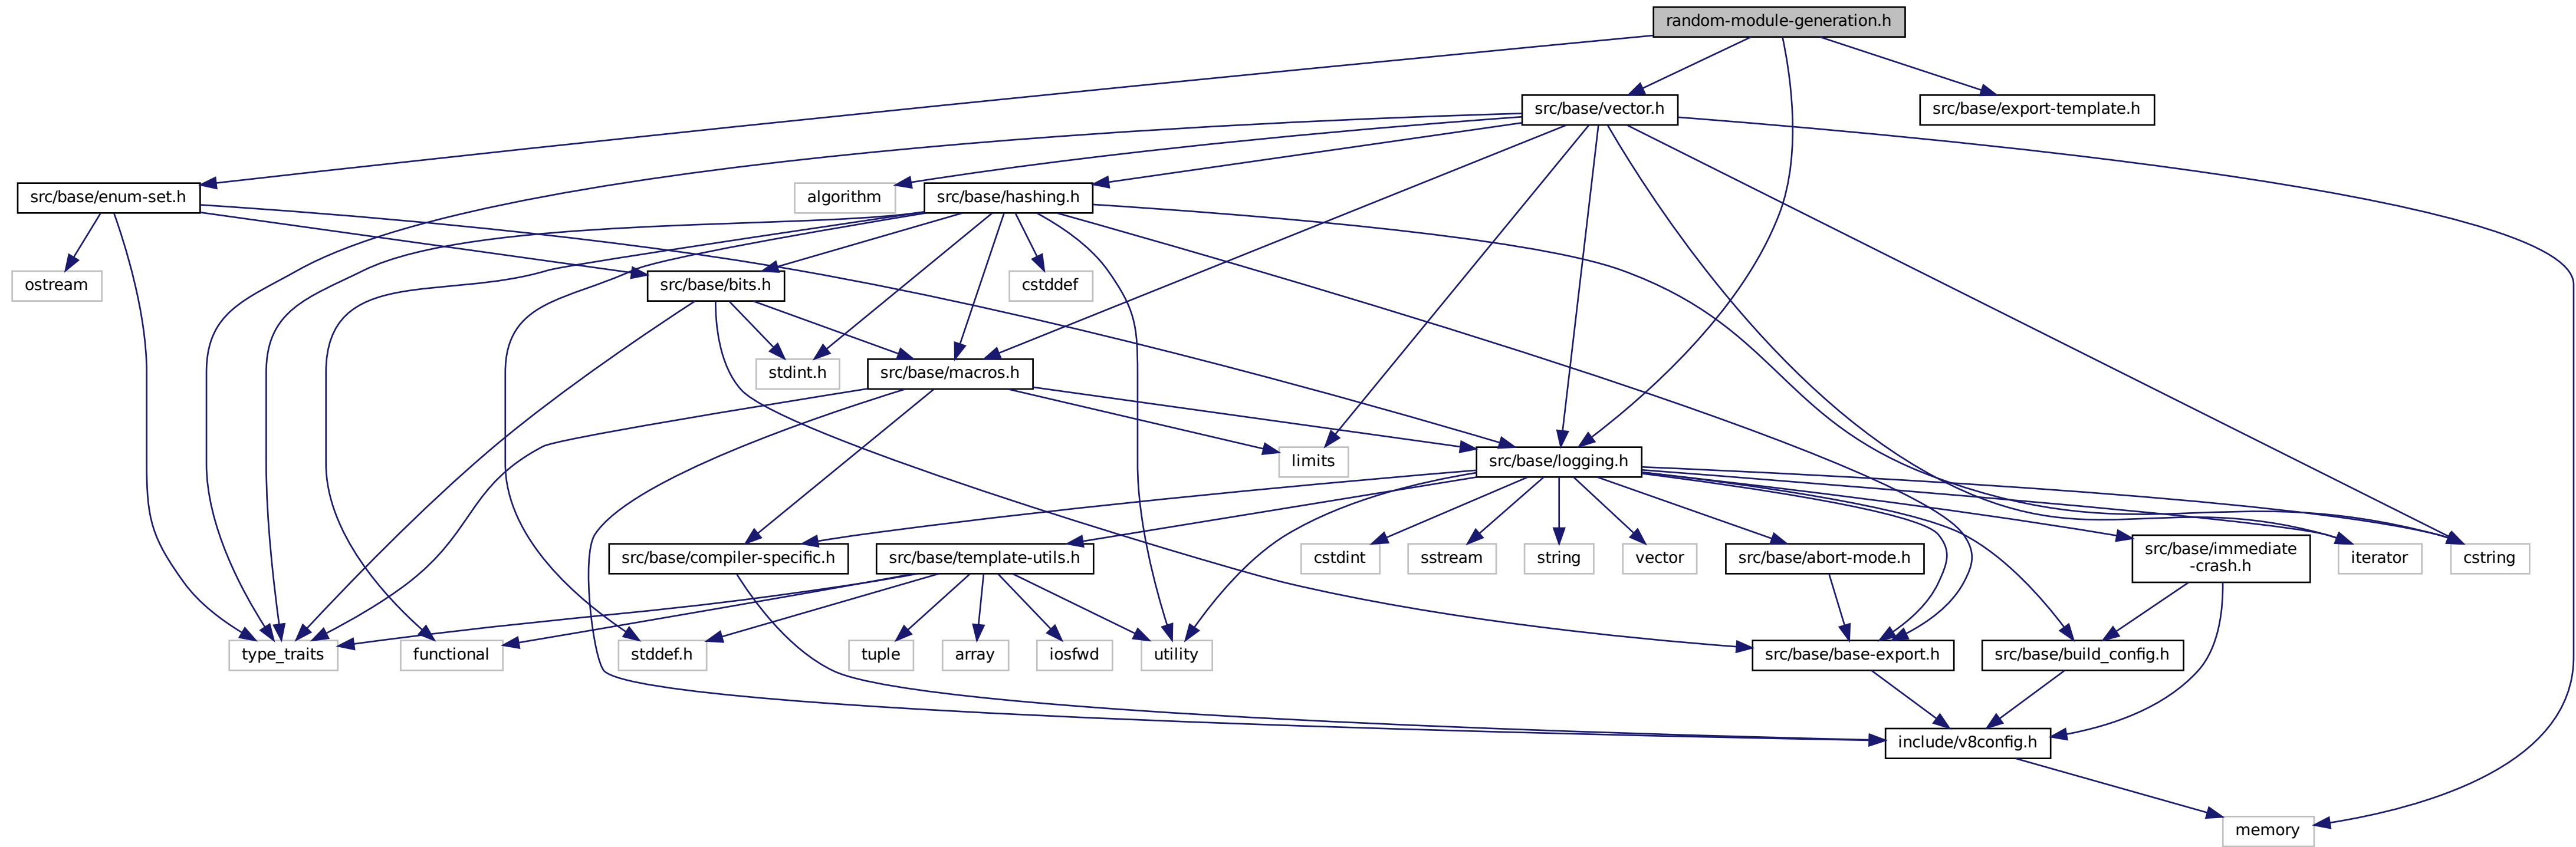 random-module-generation.h
src/base/vector.h
src/base/export-template.h
src/base/enum-set.h
algorithm
src/base/hashing.h
ostream
src/base/bits.h
cstddef
stdint.h
src/base/macros.h
limits
src/base/logging.h
src/base/compiler-specific.h
src/base/template-utils.h
cstdint
sstream
string
vector
src/base/abort-mode.h
src/base/immediate
-crash.h
iterator
cstring
type_traits
functional
stddef.h
tuple
array
iosfwd
utility
src/base/base-export.h
src/base/build_config.h
include/v8config.h
memory